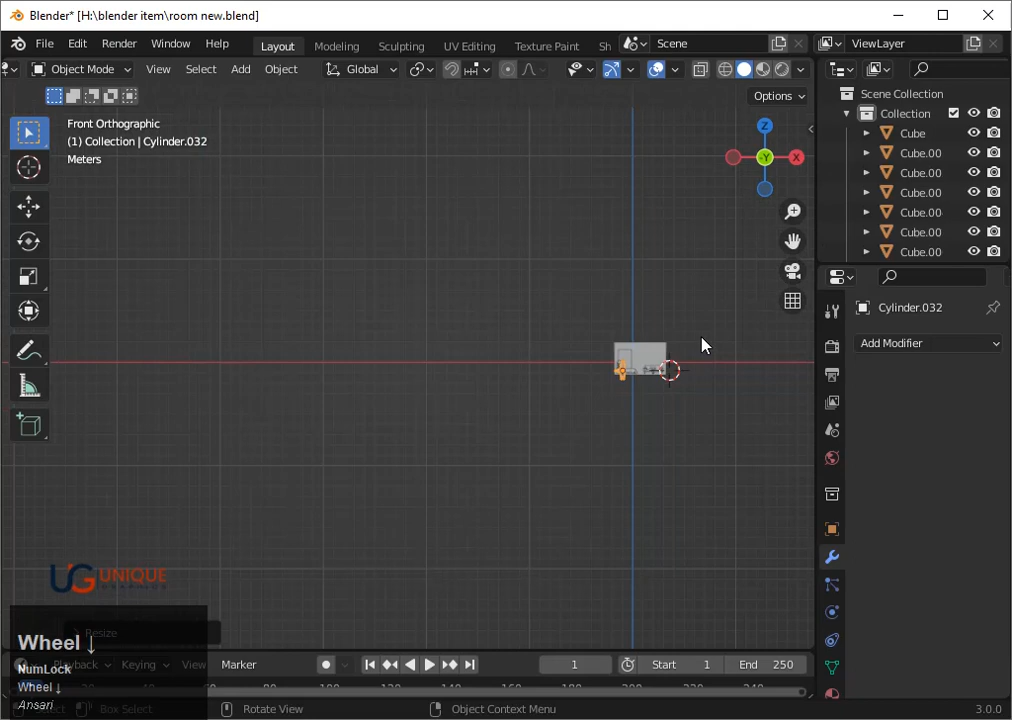 Blender* [H:\blender item\room new.blend]
File Edit Render Window Help Layout Modeling Sculpting UV Editing Texture Paint Sh Scene ViewLayer
Object Mode View Select Add Object Global
Options
Front Orthographic
(1) Collection | Cylinder.032
Meters
Z
-Y
X
Scene Collection
Collection
Cube
Cube.00
Cube.00
Cube.00
Cube.00
Cube.00
Cube.00
Cylinder.032
Add Modifier
UG UNIQUE
Resize
Wheel ↓
NumLock
Wheel ↓
Ansari
Playback Keying View Marker 1 Start 1 End 250
Select Box Select Rotate View Object Context Menu 3.0.0